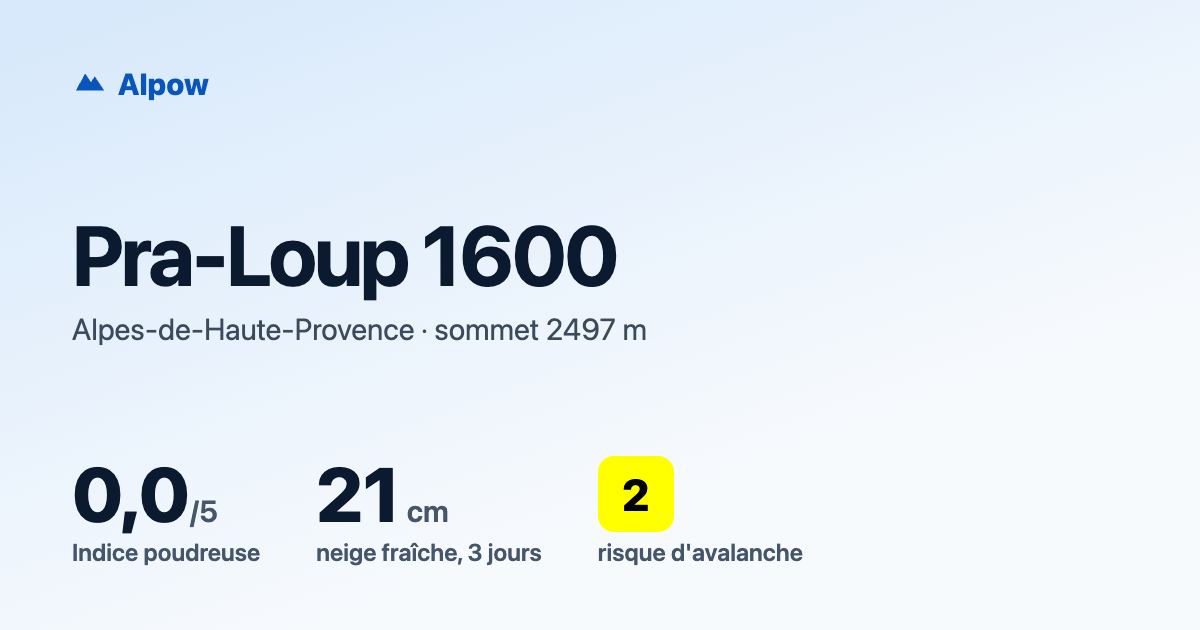 Alpow
Pra-Loup 1600
Alpes-de-Haute-Provence · sommet 2497 m
0,0/5
Indice poudreuse
21 cm
neige fraîche, 3 jours
2
risque d'avalanche